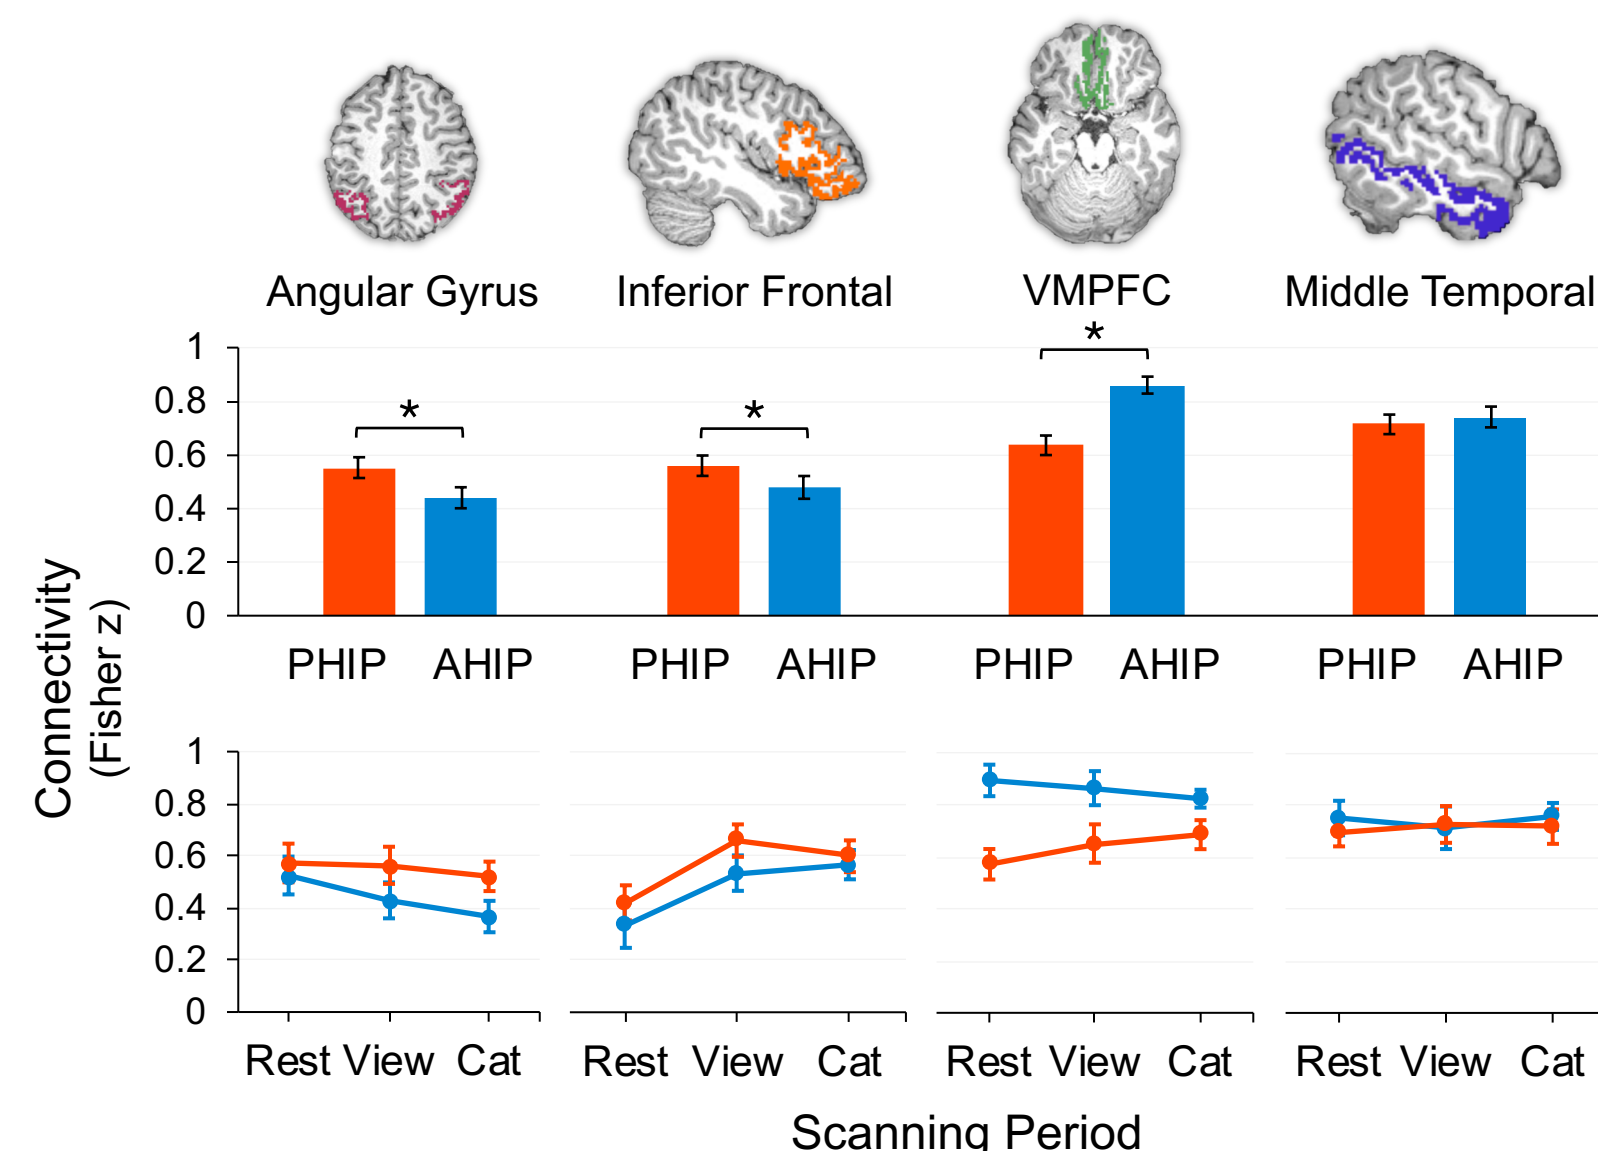 Angular Gyrus
Inferior Frontal
VMPFC
Middle Temporal
Connectivity
(Fisher z)
1
0.8
0.6
0.4
0.2
0
*
*
*
PHIP AHIP
PHIP AHIP
PHIP AHIP
PHIP AHIP
1
0.8
0.6
0.4
0.2
0
Rest View Cat
Rest View Cat
Rest View Cat
Rest View Cat
Scanning Period